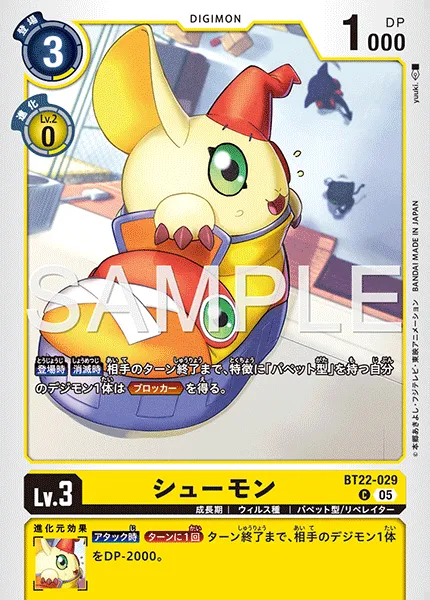 登場
3
DIGIMON
DP
1000
進化
Lv.2
0
yuuki.
©本郷あきよし・フジテレビ・東映アニメーション BANDAI MADE IN JAPAN
SAMPLE
登場時 消滅時 相手のターン終了まで、特徴に「パペット型」を持つ自分
のデジモン1体は ブロッカー を得る。
BT22-029
Lv.3
シューモン
C 05
成長期 | ウィルス種 | パペット型/リベレイター
進化元効果
アタック時 ターンに1回 ターン終了まで、相手のデジモン1体
をDP-2000。